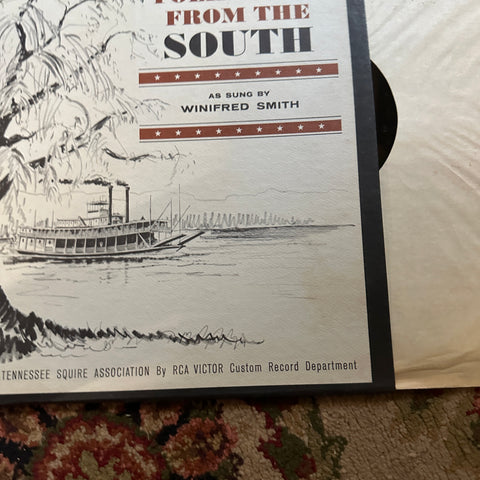 FROM THE
SOUTH
AS SUNG BY
WINIFRED SMITH
TENNESSEE SQUIRE ASSOCIATION By RCA VICTOR Custom Record Department